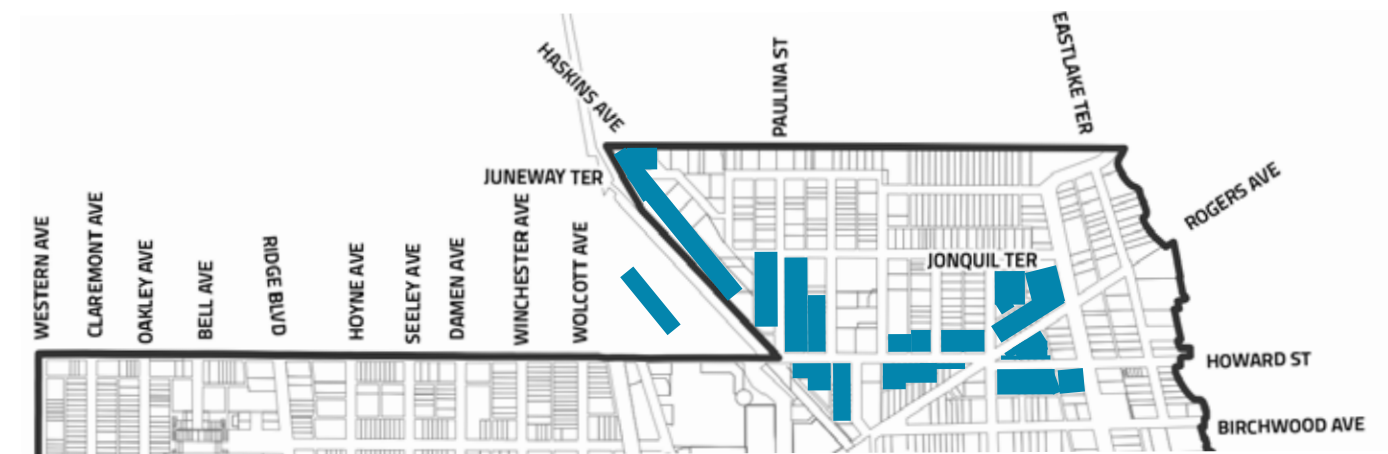 HASKINS AVE
PAULINA ST
EASTLAKE TER
JUNEWAY TER
ROGERS AVE
WESTERN AVE
CLAREMONT AVE
OAKLEY AVE
BELL AVE
RIDGE BLVD
HOYNE AVE
SEELEY AVE
DAMEN AVE
WINCHESTER AVE
WOLCOTT AVE
JONQUIL TER
HOWARD ST
BIRCHWOOD AVE